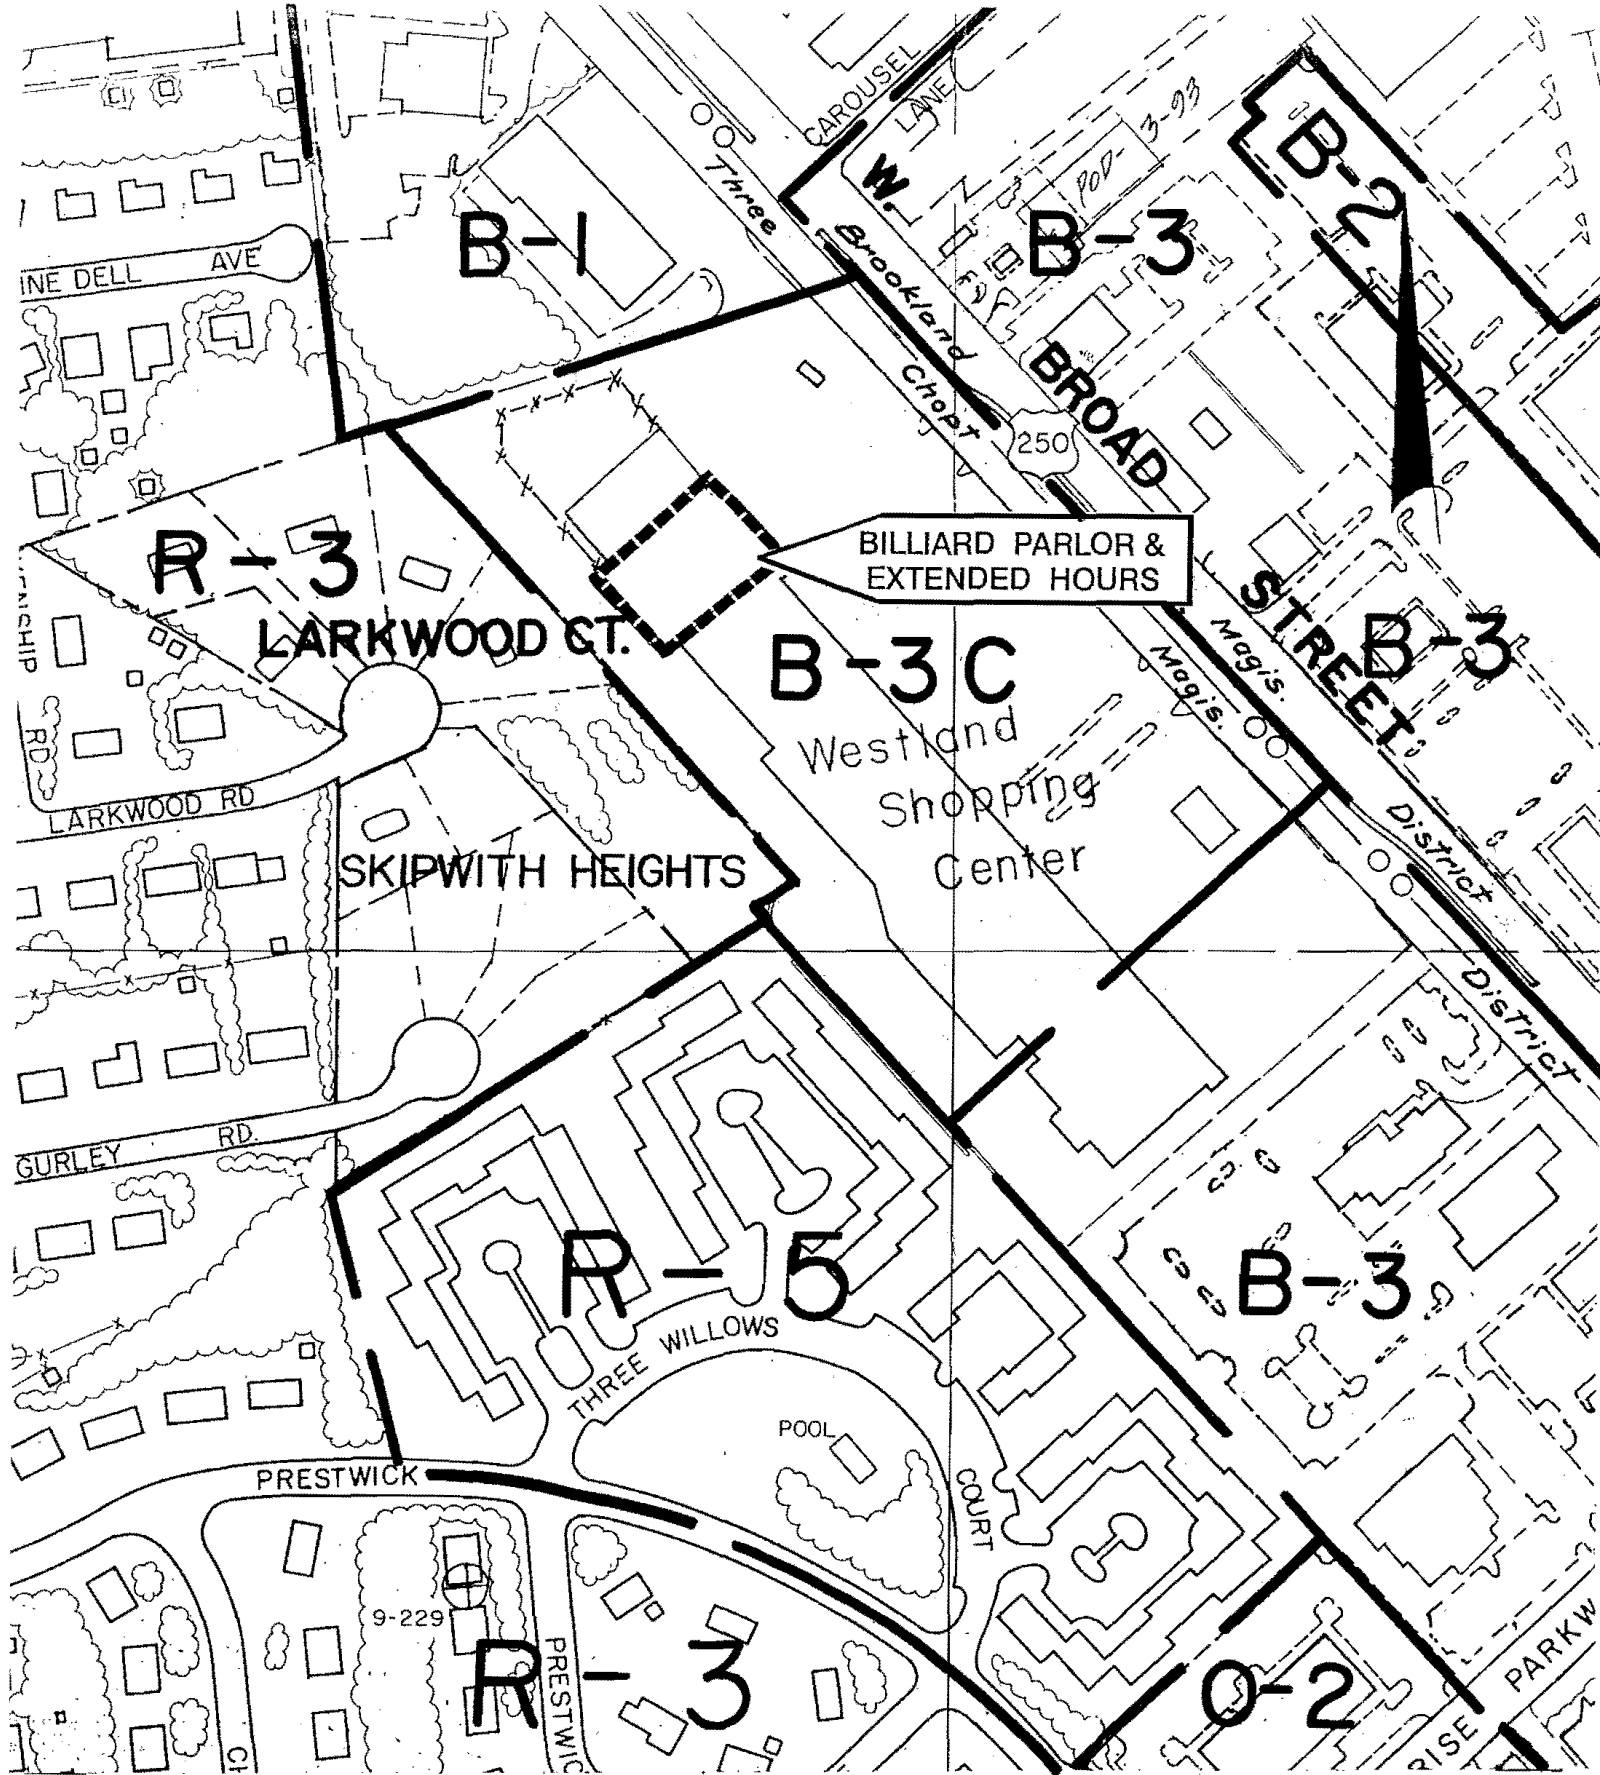 CAROUSEL
LANE
W.
POD-3-93
B-2
Three
B-1
Brookland
B-3
INE DELL AVE
Chopt
BROAD
250
BILLIARD PARLOR &
EXTENDED HOURS
R-3
STREET
LARKWOOD CT.
B-3C
Magis.
Magis.
B-3
Westland
Shopping
Center
RD
LARKWOOD RD
District
SKIPWITH HEIGHTS
District
GURLEY RD.
R-5
B-3
THREE WILLOWS
POOL
COURT
PRESTWICK
9-229
R-3
PRESTWIC
O-2
PARKW
RISE
CH